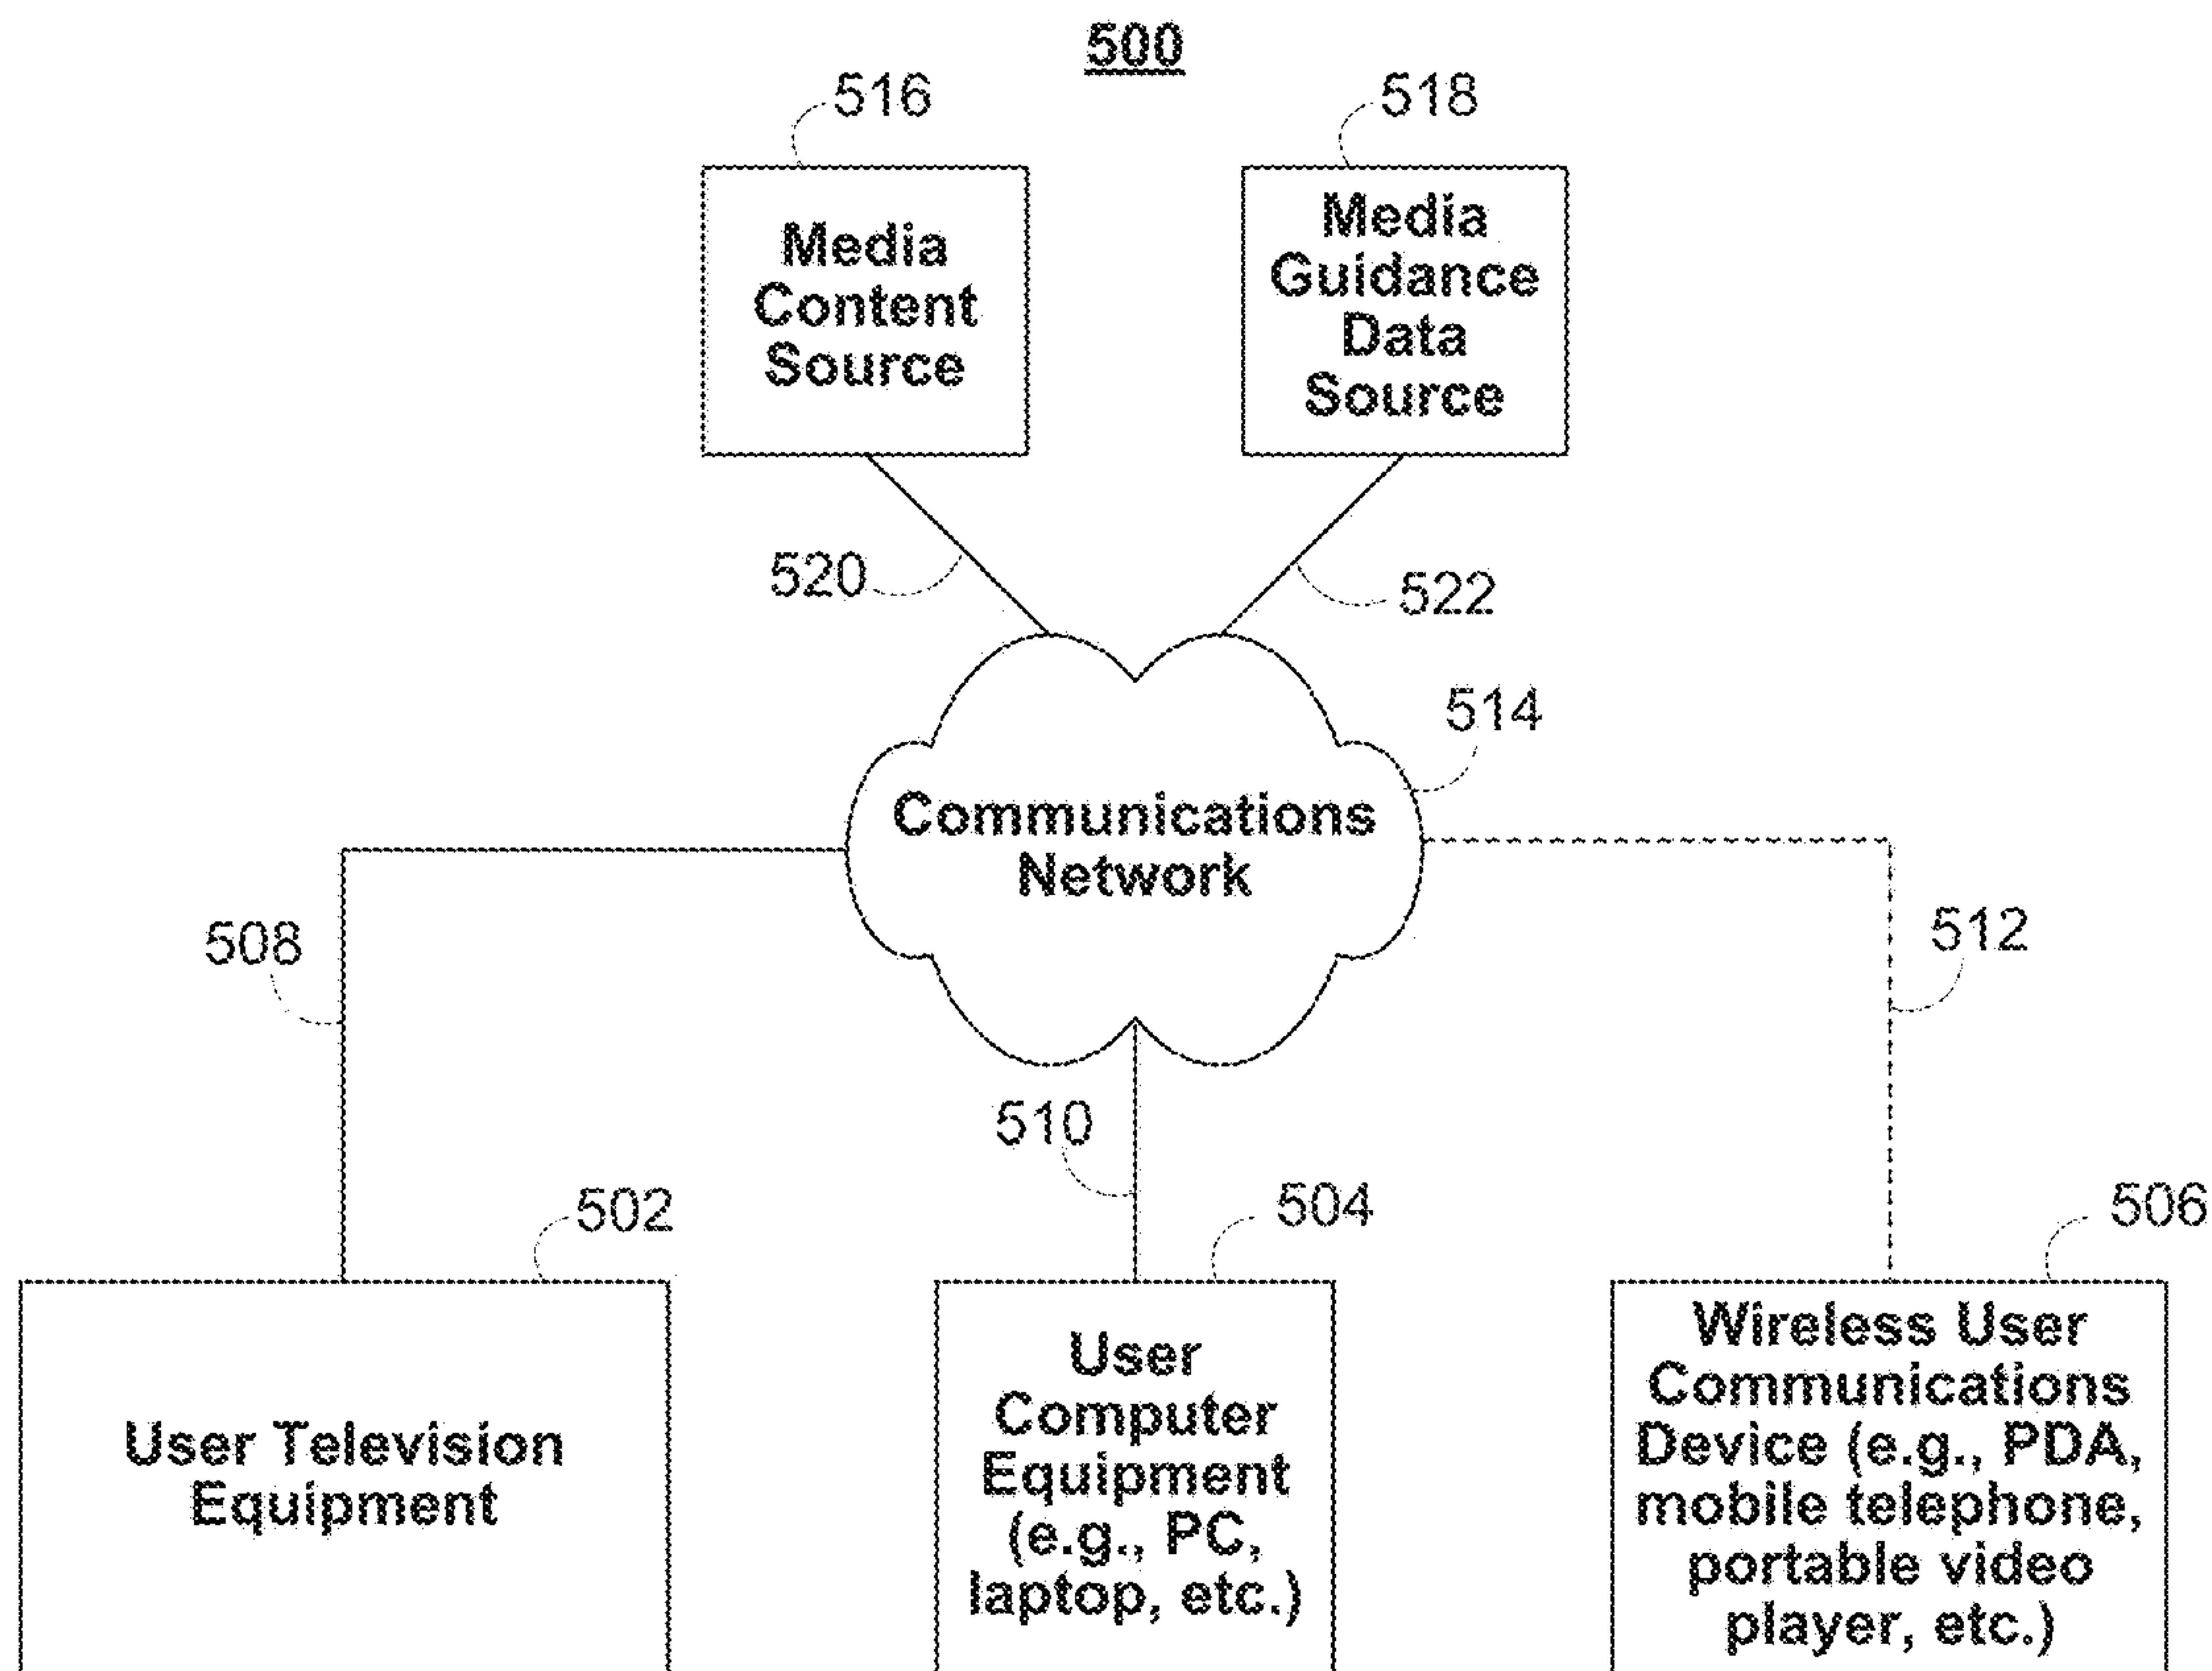 500
516
518
Media
Content
Source
Media
Guidance
Data
Source
520
522
514
Communications
Network
508
512
510
502
504
506
User Television
Equipment
User
Computer
Equipment
(e.g., PC,
laptop, etc.)
Wireless User
Communications
Device (e.g., PDA,
mobile telephone,
portable video
player, etc.)